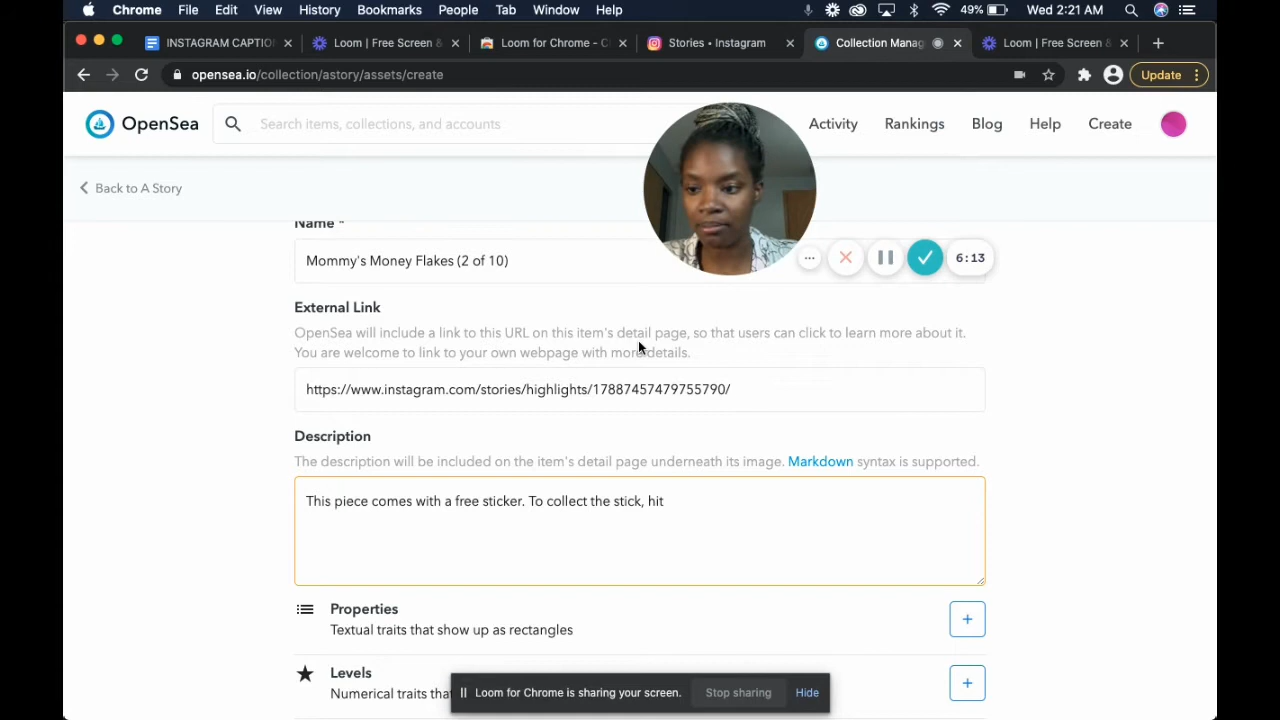 Chrome File Edit View History Bookmarks People Tab Window Help 49% Wed 2:21 AM
INSTAGRAM CAPTIO Loom | Free Screen & Loom for Chrome - C Stories • Instagram Collection Manag Loom | Free Screen &
opensea.io/collection/astory/assets/create Update
OpenSea Search items, collections, and accounts Activity Rankings Blog Help Create
Back to A Story
Name *
Mommy's Money Flakes (2 of 10) 6:13
External Link
OpenSea will include a link to this URL on this item's detail page, so that users can click to learn more about it.
You are welcome to link to your own webpage with more details.
https://www.instagram.com/stories/highlights/17887457479755790/
Description
The description will be included on the item's detail page underneath its image. Markdown syntax is supported.
This piece comes with a free sticker. To collect the stick, hit
Properties
Textual traits that show up as rectangles
Levels
Numerical traits that
Loom for Chrome is sharing your screen. Stop sharing Hide